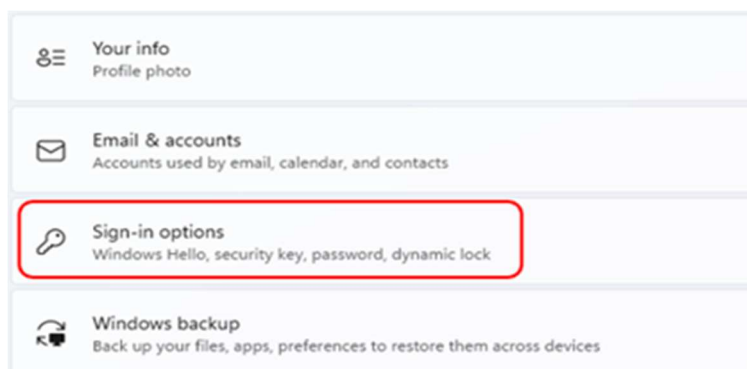 Your info
Profile photo
Email & accounts
Accounts used by email, calendar, and contacts
Sign-in options
Windows Hello, security key, password, dynamic lock
Windows backup
Back up your files, apps, preferences to restore them across devices